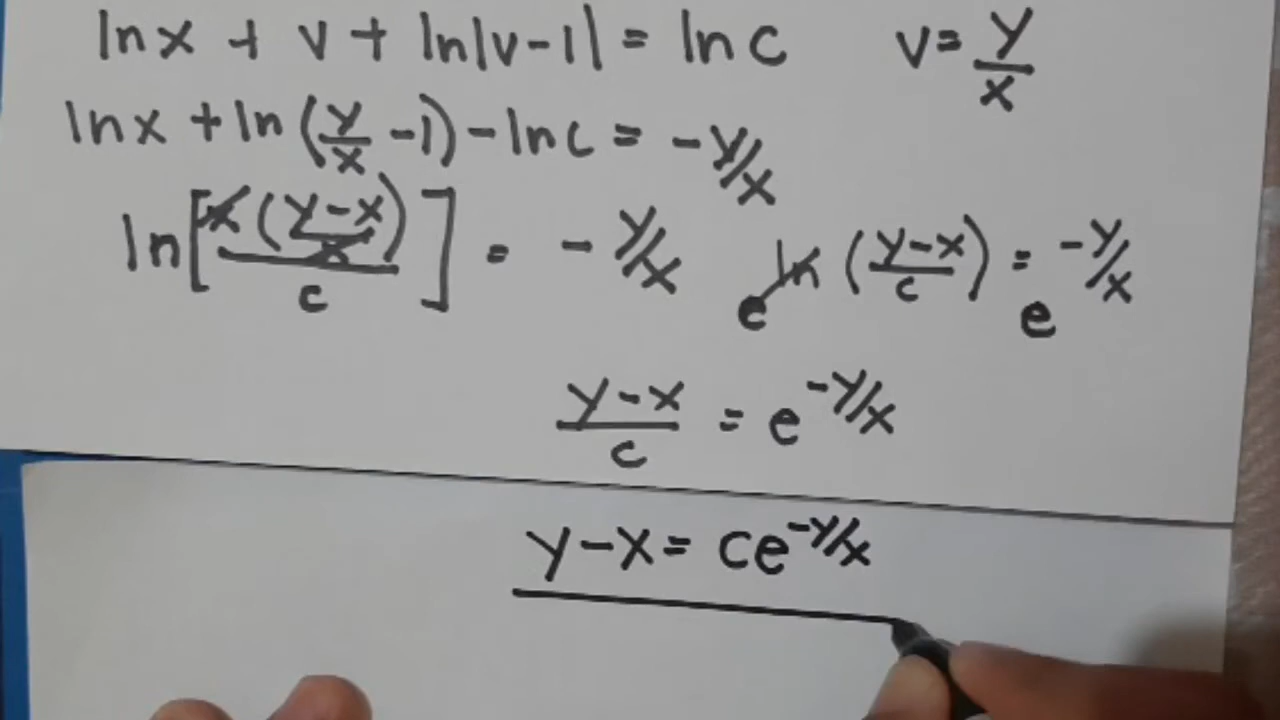 ln x + v + ln|v-1| = ln c v = y/x
ln x + ln (y/x - 1) - ln c = - y/x
ln [x (y-x/x) / c] = - y/x e^ln (y-x/c) = e^-y/x
y-x/c = e^-y/x
y-x = ce^-y/x